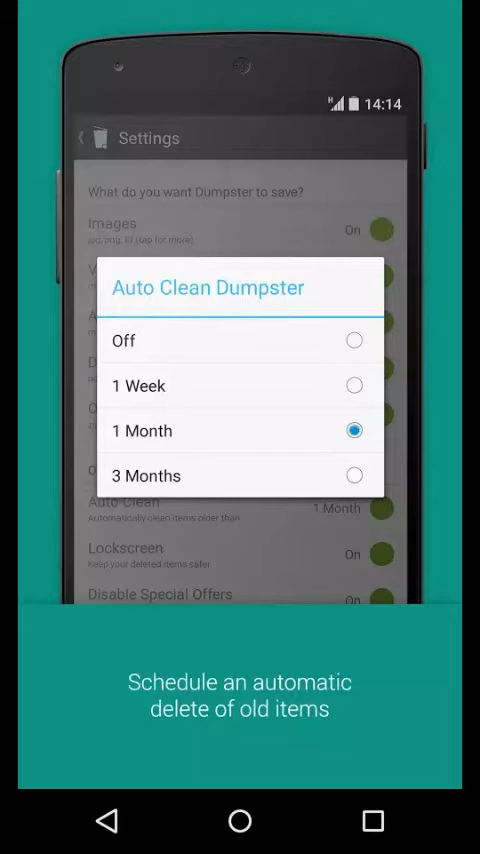 H
14:14
Settings
What do you want Dumpster to save?
Images
On
Auto Clean Dumpster
Off
1 Week
1 Month
3 Months
Auto Clean
1 Month
Automatically clean items older than
Lockscreen
Keep your deleted items safer
On
Disable Special Offers
On
Schedule an automatic
delete of old items